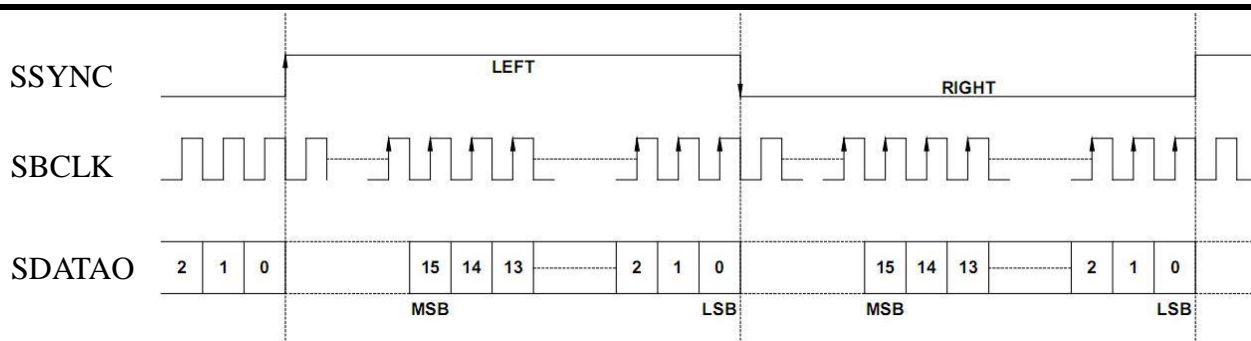 SSYNC LEFT RIGHT
SBCLK
SDATAO 2 1 0 15 14 13 2 1 0 15 14 13 2 1 0
MSB LSB MSB LSB